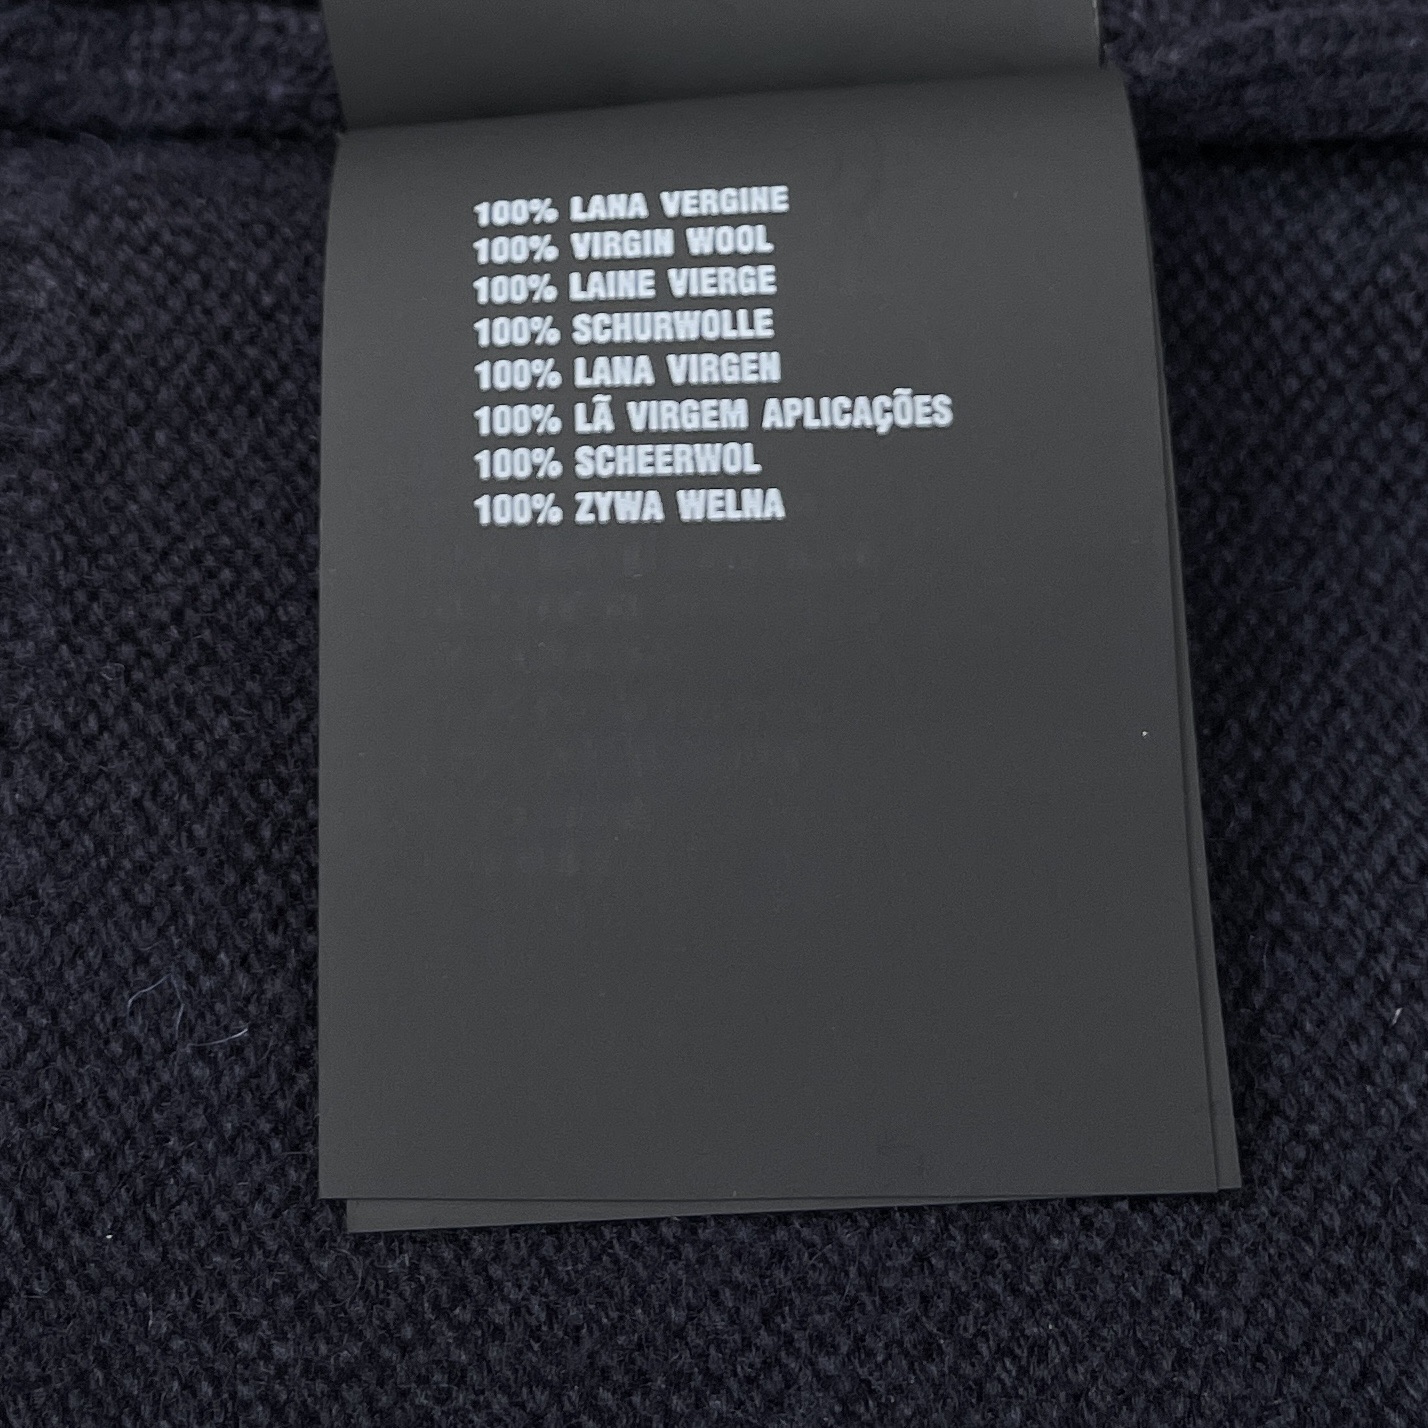 100% LANA VERGINE
100% VIRGIN WOOL
100% LAINE VIERGE
100% SCHURWOLLE
100% LANA VIRGEN
100% LÃ VIRGEM APLICAÇÕES
100% SCHEERWOL
100% ZYWA WELNA